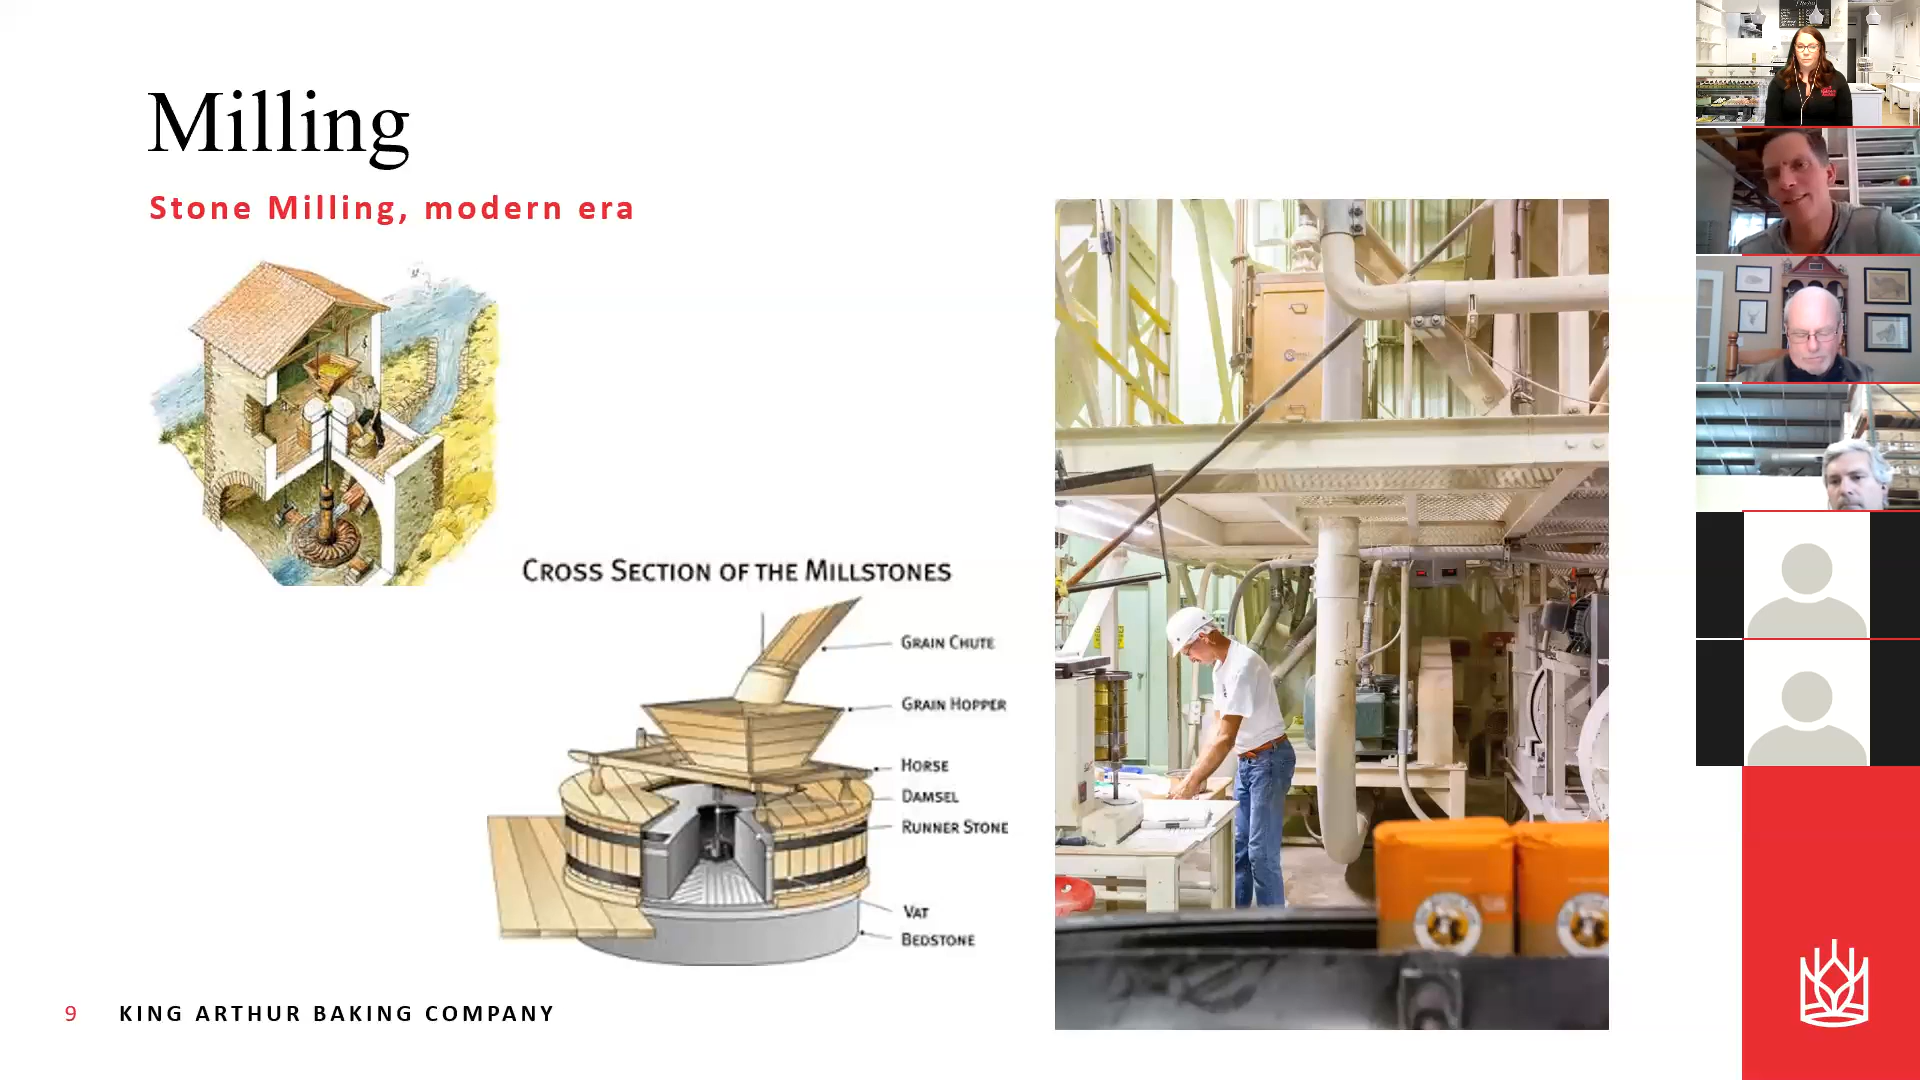 Milling
Stone Milling, modern era
CROSS SECTION OF THE MILLSTONES
GRAIN CHUTE
GRAIN HOPPER
HORSE
DAMSEL
RUNNER STONE
VAT
BEDSTONE
9 KING ARTHUR BAKING COMPANY